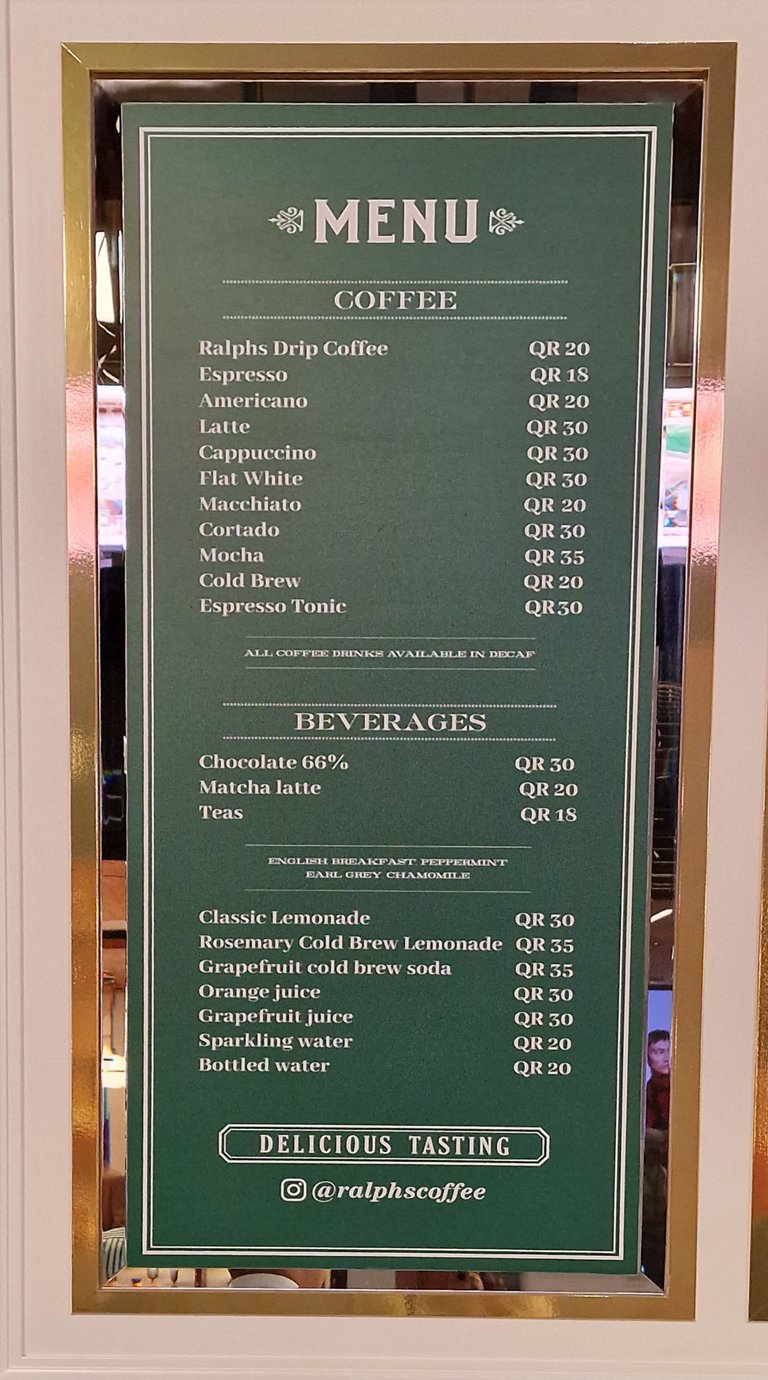 MENU
COFFEE
Ralphs Drip Coffee QR 20
Espresso QR 18
Americano QR 20
Latte QR 30
Cappuccino QR 30
Flat White QR 30
Macchiato QR 20
Cortado QR 30
Mocha QR 35
Cold Brew QR 20
Espresso Tonic QR 30
ALL COFFEE DRINKS AVAILABLE IN DECAF
BEVERAGES
Chocolate 66% QR 30
Matcha latte QR 20
Teas QR 18
ENGLISH BREAKFAST, PEPPERMINT
EARL GREY, CHAMOMILE
Classic Lemonade QR 30
Rosemary Cold Brew Lemonade QR 35
Grapefruit cold brew soda QR 35
Orange juice QR 30
Grapefruit juice QR 30
Sparkling water QR 20
Bottled water QR 20
DELICIOUS TASTING
@ralphscoffee